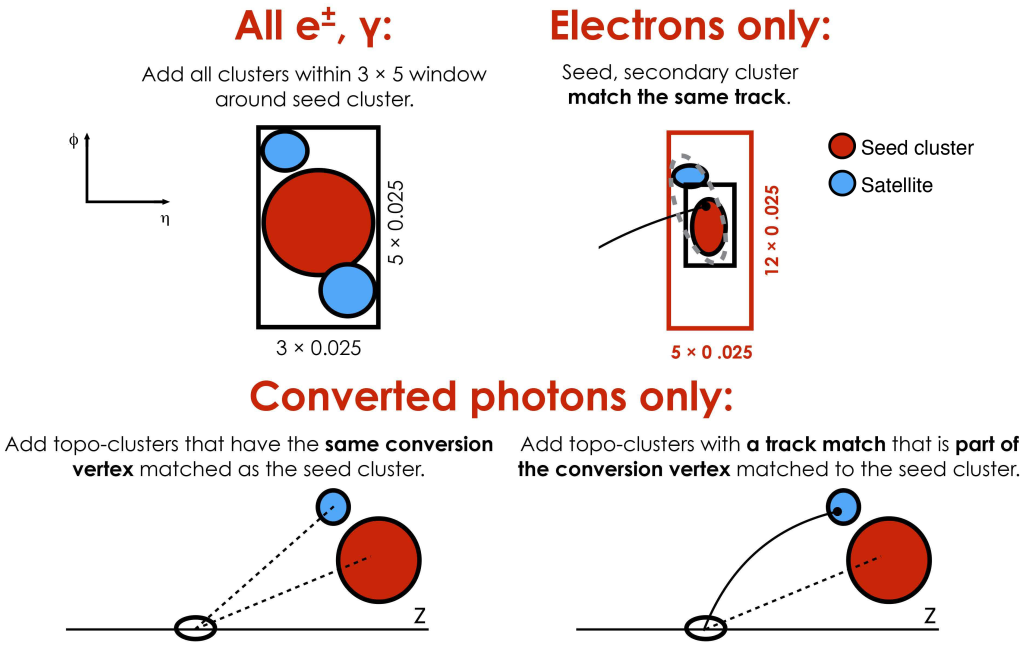 All e±, γ:
Add all clusters within 3 × 5 window
around seed cluster.
ϕ
η
5 × 0.025
3 × 0.025
Electrons only:
Seed, secondary cluster
match the same track.
12 × 0 .025
5 × 0 .025
Seed cluster
Satellite
Converted photons only:
Add topo-clusters that have the same conversion
vertex matched as the seed cluster.
Z
Add topo-clusters with a track match that is part of
the conversion vertex matched to the seed cluster.
Z